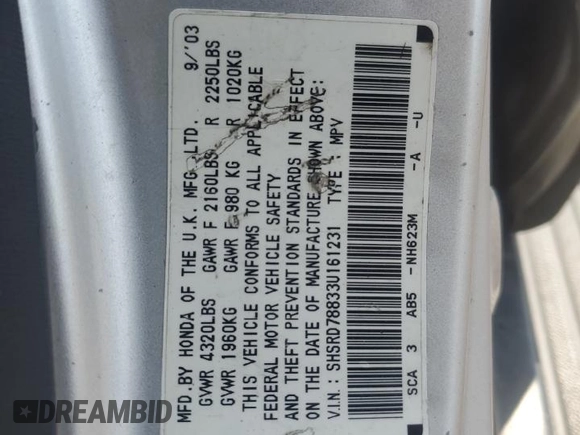 MFD. BY HONDA OF THE U.K. MFG. LTD. 9/'03
GVWR 4320LBS GAWR F 2160LBS R 2250LBS
GVWR 1960KG GAWR F 980 KG R 1020KG
THIS VEHICLE CONFORMS TO ALL APPLICABLE
FEDERAL MOTOR VEHICLE SAFETY
AND THEFT PREVENTION STANDARDS IN EFFECT
ON THE DATE OF MANUFACTURE SHOWN ABOVE:
V.I.N.: SHSRD78833U161231 TYPE : MPV
SCA 3 AB5 -NH623M -A -U
DREAMBID